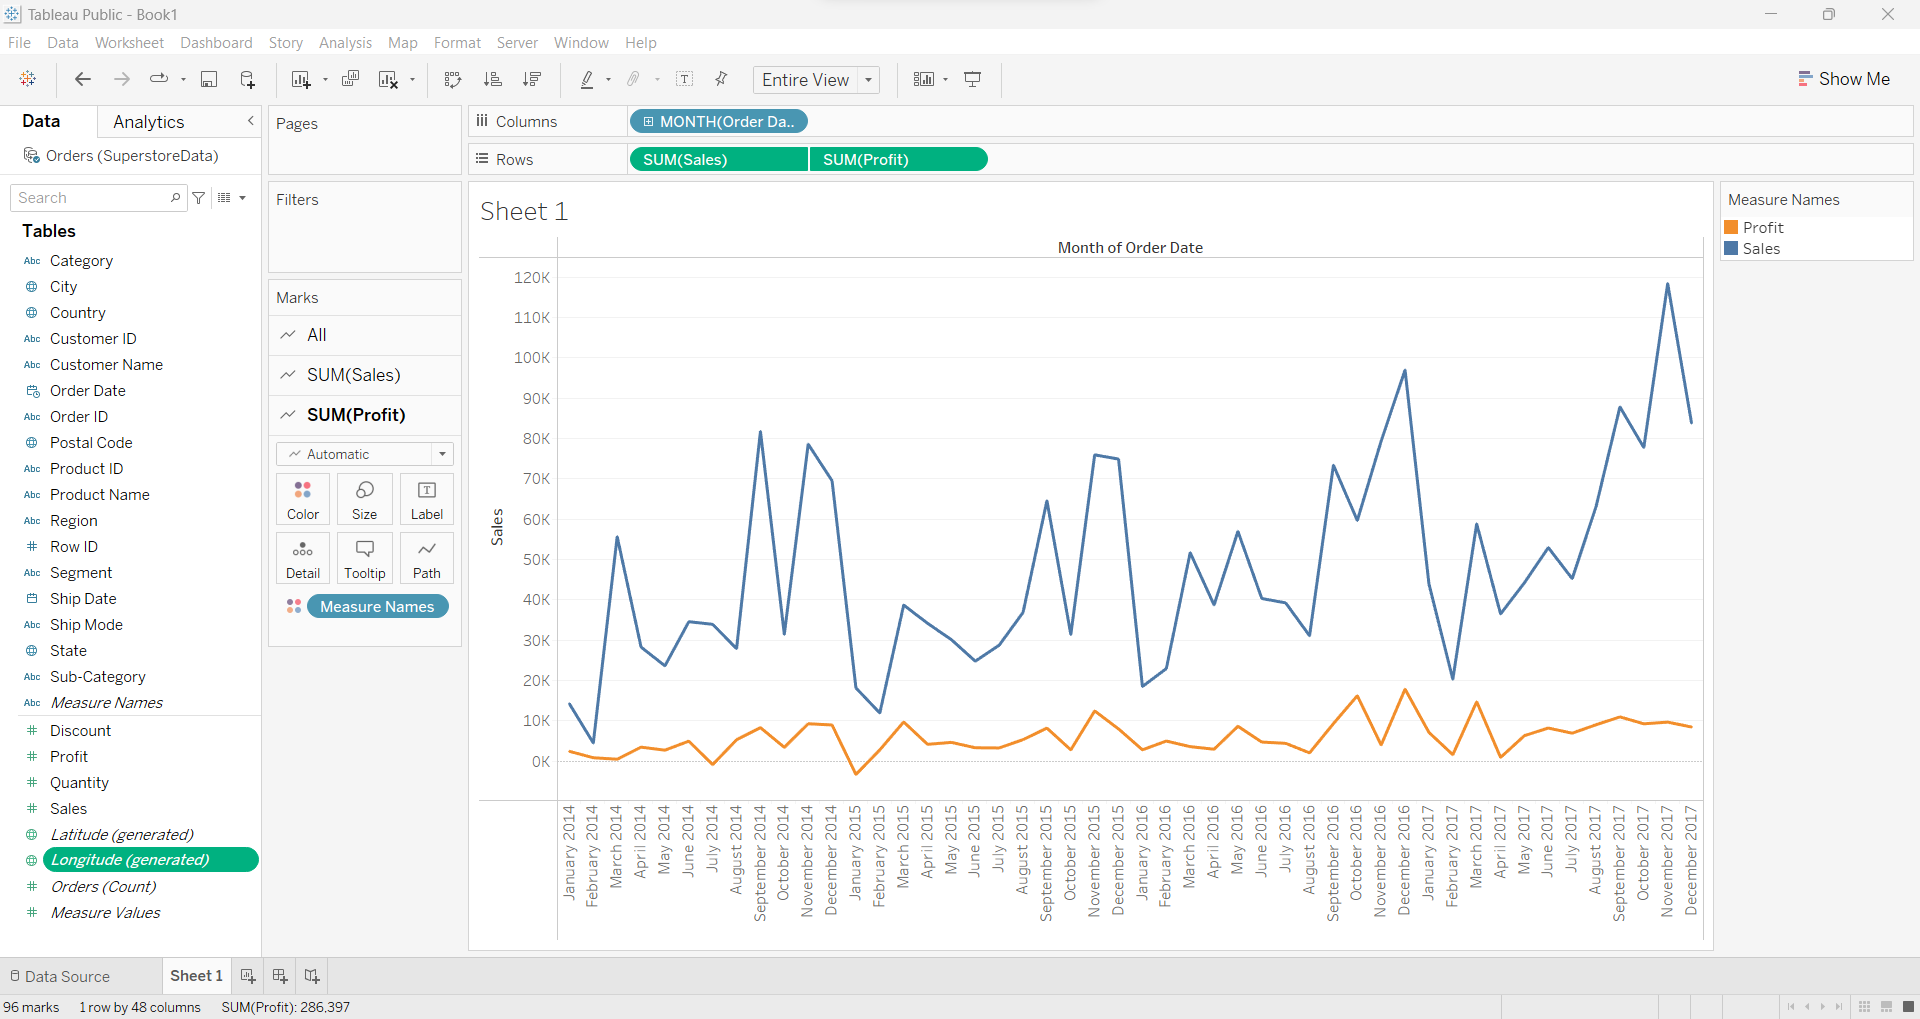 Tableau Public - Book1
File Data Worksheet Dashboard Story Analysis Map Format Server Window Help
Entire View
Show Me
Data
Analytics
Orders (SuperstoreData)
Search
Tables
Abc Category
City
Country
Abc Customer ID
Abc Customer Name
Order Date
Abc Order ID
Postal Code
Abc Product ID
Abc Product Name
Abc Region
# Row ID
Abc Segment
Ship Date
Abc Ship Mode
State
Abc Sub-Category
Abc Measure Names
# Discount
# Profit
# Quantity
# Sales
Latitude (generated)
Longitude (generated)
# Orders (Count)
# Measure Values
Pages
Filters
Marks
All
SUM(Sales)
SUM(Profit)
Automatic
Color Size Label
Detail Tooltip Path
Measure Names
Columns
MONTH(Order Da..
Rows
SUM(Sales)
SUM(Profit)
Sheet 1
Month of Order Date
Sales
120K
110K
100K
90K
80K
70K
60K
50K
40K
30K
20K
10K
0K
January 2014
February 2014
March 2014
April 2014
May 2014
June 2014
July 2014
August 2014
September 2014
October 2014
November 2014
December 2014
January 2015
February 2015
March 2015
April 2015
May 2015
June 2015
July 2015
August 2015
September 2015
October 2015
November 2015
December 2015
January 2016
February 2016
March 2016
April 2016
May 2016
June 2016
July 2016
August 2016
September 2016
October 2016
November 2016
December 2016
January 2017
February 2017
March 2017
April 2017
May 2017
June 2017
July 2017
August 2017
September 2017
October 2017
November 2017
December 2017
Measure Names
Profit
Sales
Data Source
Sheet 1
96 marks 1 row by 48 columns SUM(Profit): 286,397